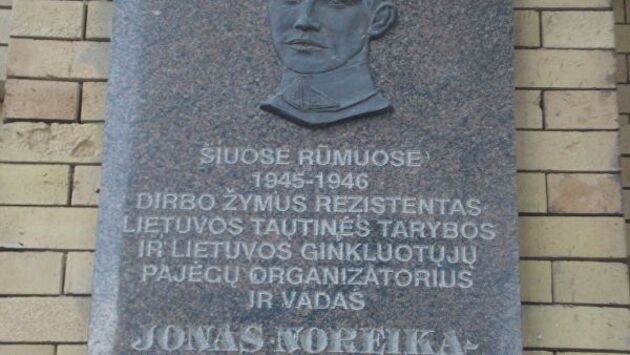 ŠIUOSE RŪMUOSE
1945-1946
DIRBO ŽYMUS REZISTENTAS
LIETUVOS TAUTINĖS TARYBOS
IR LIETUVOS GINKLUOTŲJŲ
PAJĖGŲ ORGANIZATORIUS
IR VADAS
JONAS NOREIKA-